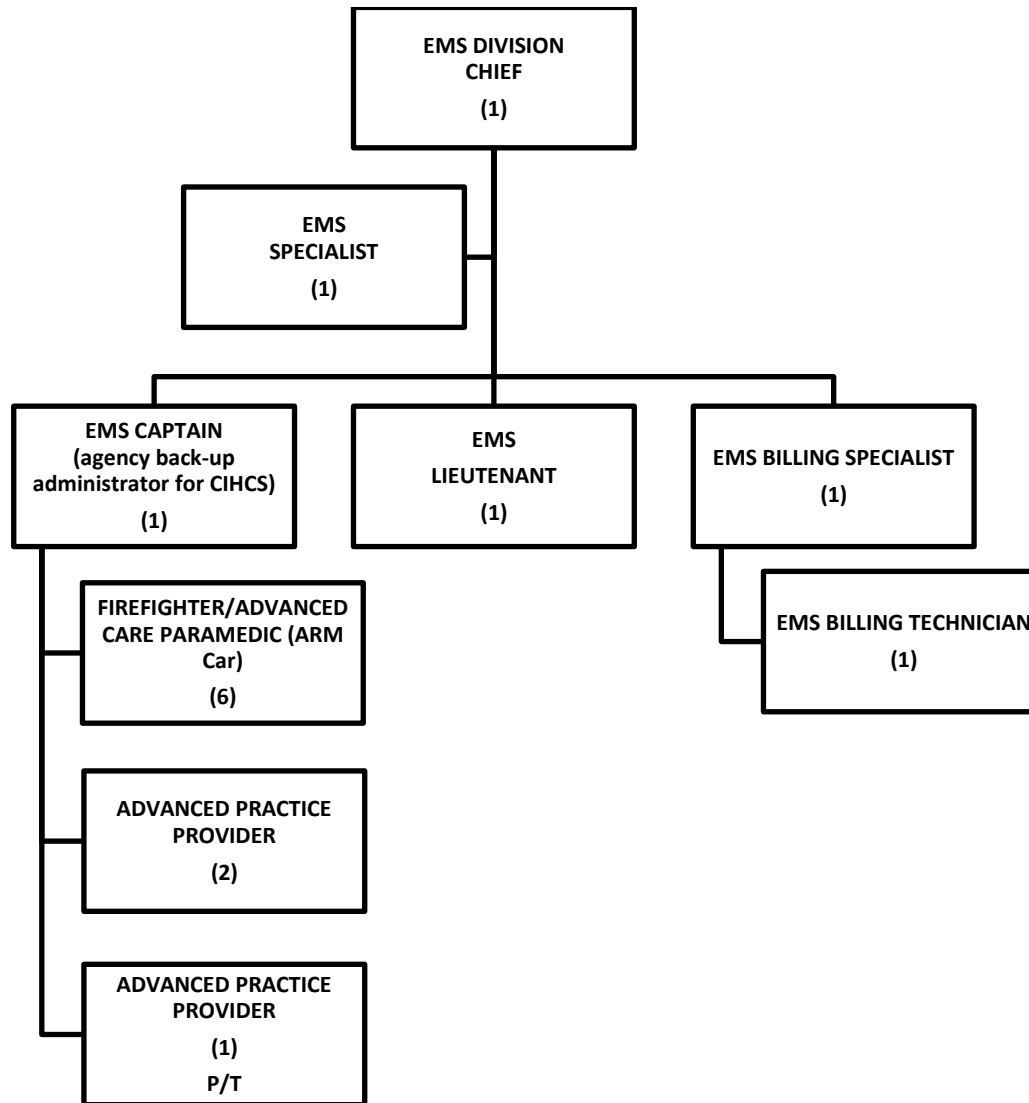 EMS DIVISION
CHIEF
(1)
EMS
SPECIALIST
(1)
EMS CAPTAIN
(agency back-up
administrator for CIHCS)
(1)
EMS
LIEUTENANT
(1)
EMS BILLING SPECIALIST
(1)
FIREFIGHTER/ADVANCED
CARE PARAMEDIC (ARM
Car)
(6)
EMS BILLING TECHNICIAN
(1)
ADVANCED PRACTICE
PROVIDER
(2)
ADVANCED PRACTICE
PROVIDER
(1)
P/T